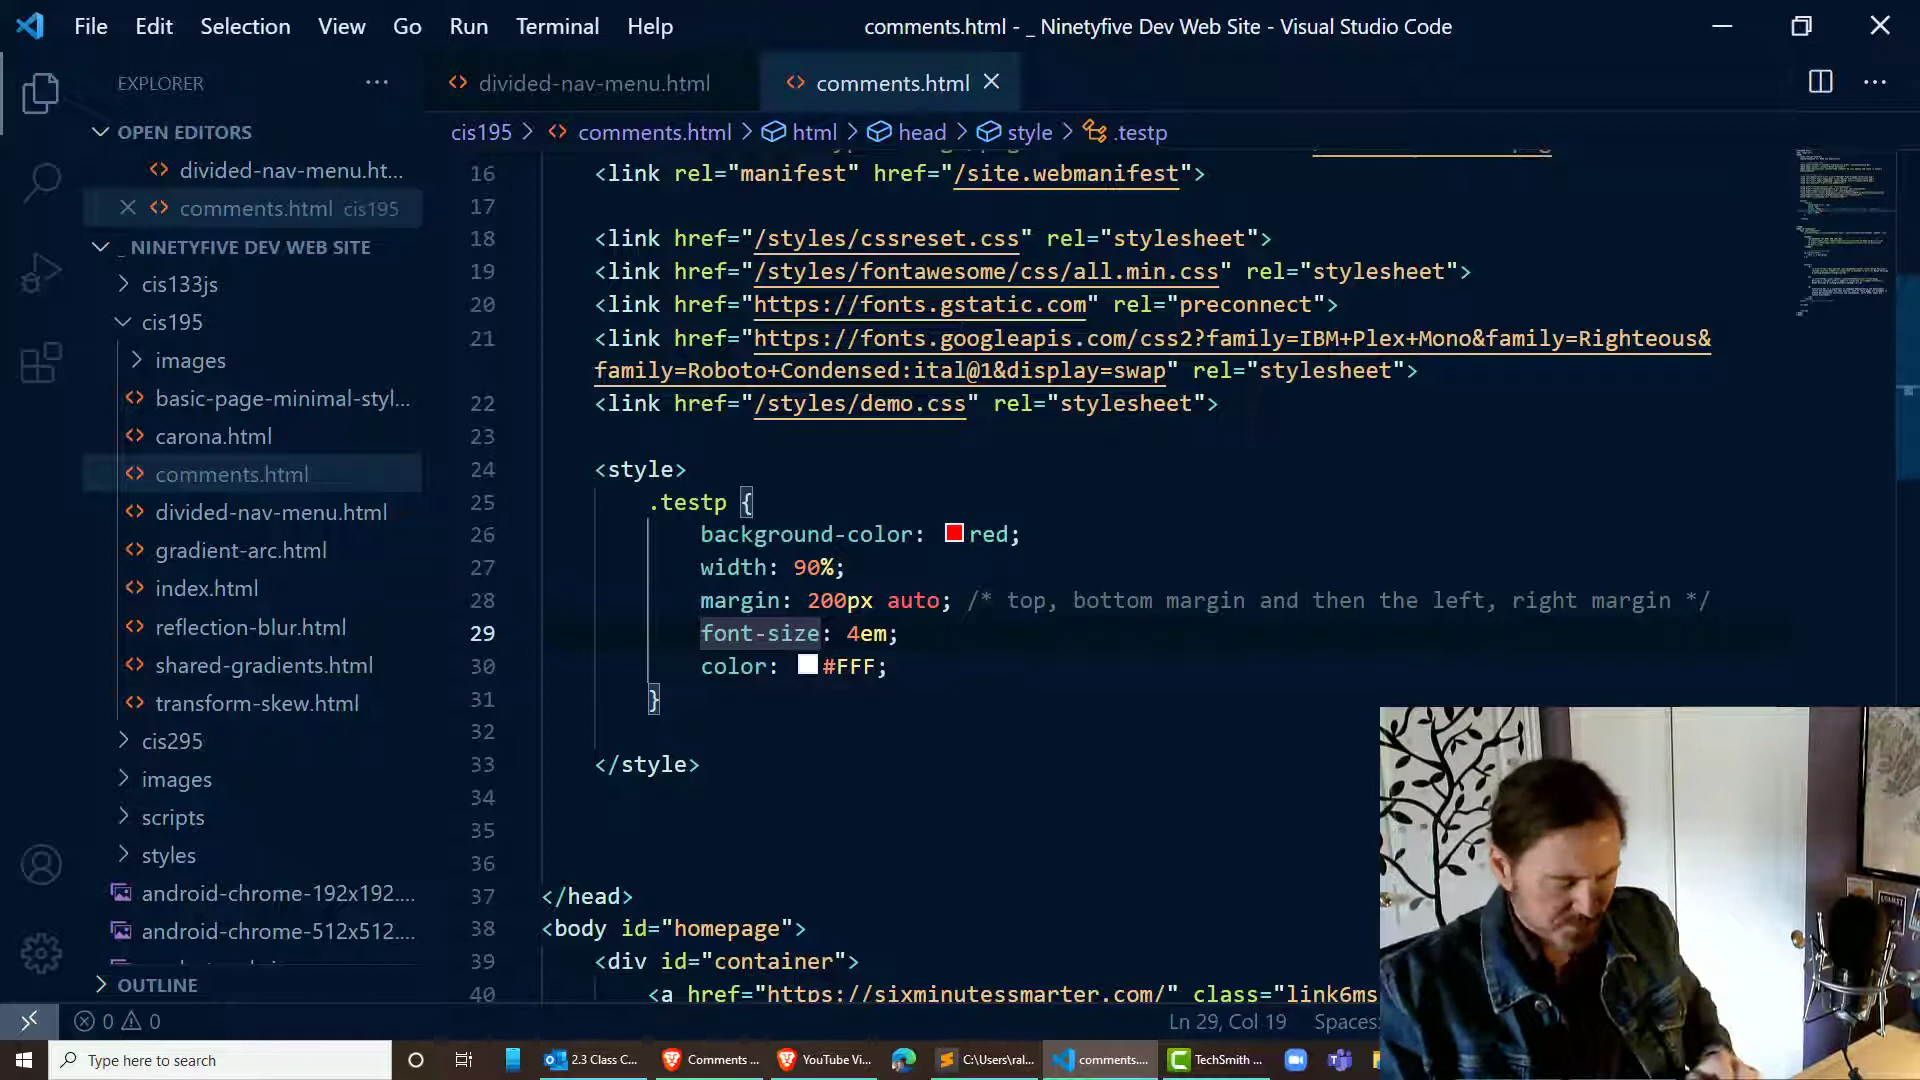 File Edit Selection View Go Run Terminal Help
comments.html - _ Ninetyfive Dev Web Site - Visual Studio Code
EXPLORER
divided-nav-menu.html
comments.html
OPEN EDITORS
divided-nav-menu.ht...
comments.html cis195
_ NINETYFIVE DEV WEB SITE
cis133js
cis195
images
basic-page-minimal-styl...
carona.html
comments.html
divided-nav-menu.html
gradient-arc.html
index.html
reflection-blur.html
shared-gradients.html
transform-skew.html
cis295
images
scripts
styles
android-chrome-192x192....
android-chrome-512x512....
OUTLINE
cis195 > comments.html > html > head > style > .testp
16 <link rel="manifest" href="/site.webmanifest">
17
18 <link href="/styles/cssreset.css" rel="stylesheet">
19 <link href="/styles/fontawesome/css/all.min.css" rel="stylesheet">
20 <link href="https://fonts.gstatic.com" rel="preconnect">
21 <link href="https://fonts.googleapis.com/css2?family=IBM+Plex+Mono&family=Righteous&
family=Roboto+Condensed:ital@1&display=swap" rel="stylesheet">
22 <link href="/styles/demo.css" rel="stylesheet">
23
24 <style>
25 .testp {
26 background-color: red;
27 width: 90%;
28 margin: 200px auto; /* top, bottom margin and then the left, right margin */
29 font-size: 4em;
30 color: #FFF;
31 }
32
33 </style>
34
35
36
37 </head>
38 <body id="homepage">
39 <div id="container">
40 <a href="https://sixminutessmarter.com/" class="link6ms
0 0
Ln 29, Col 19 Spaces:
Type here to search
2.3 Class C...
Comments ...
YouTube Vi...
C:\Users\ral...
comments....
TechSmith ...